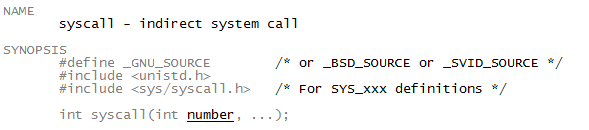 NAME
syscall - indirect system call
SYNOPSIS
#define _GNU_SOURCE /* or _BSD_SOURCE or _SVID_SOURCE */
#include <unistd.h>
#include <sys/syscall.h> /* For SYS_xxx definitions */
int syscall(int number, ...);